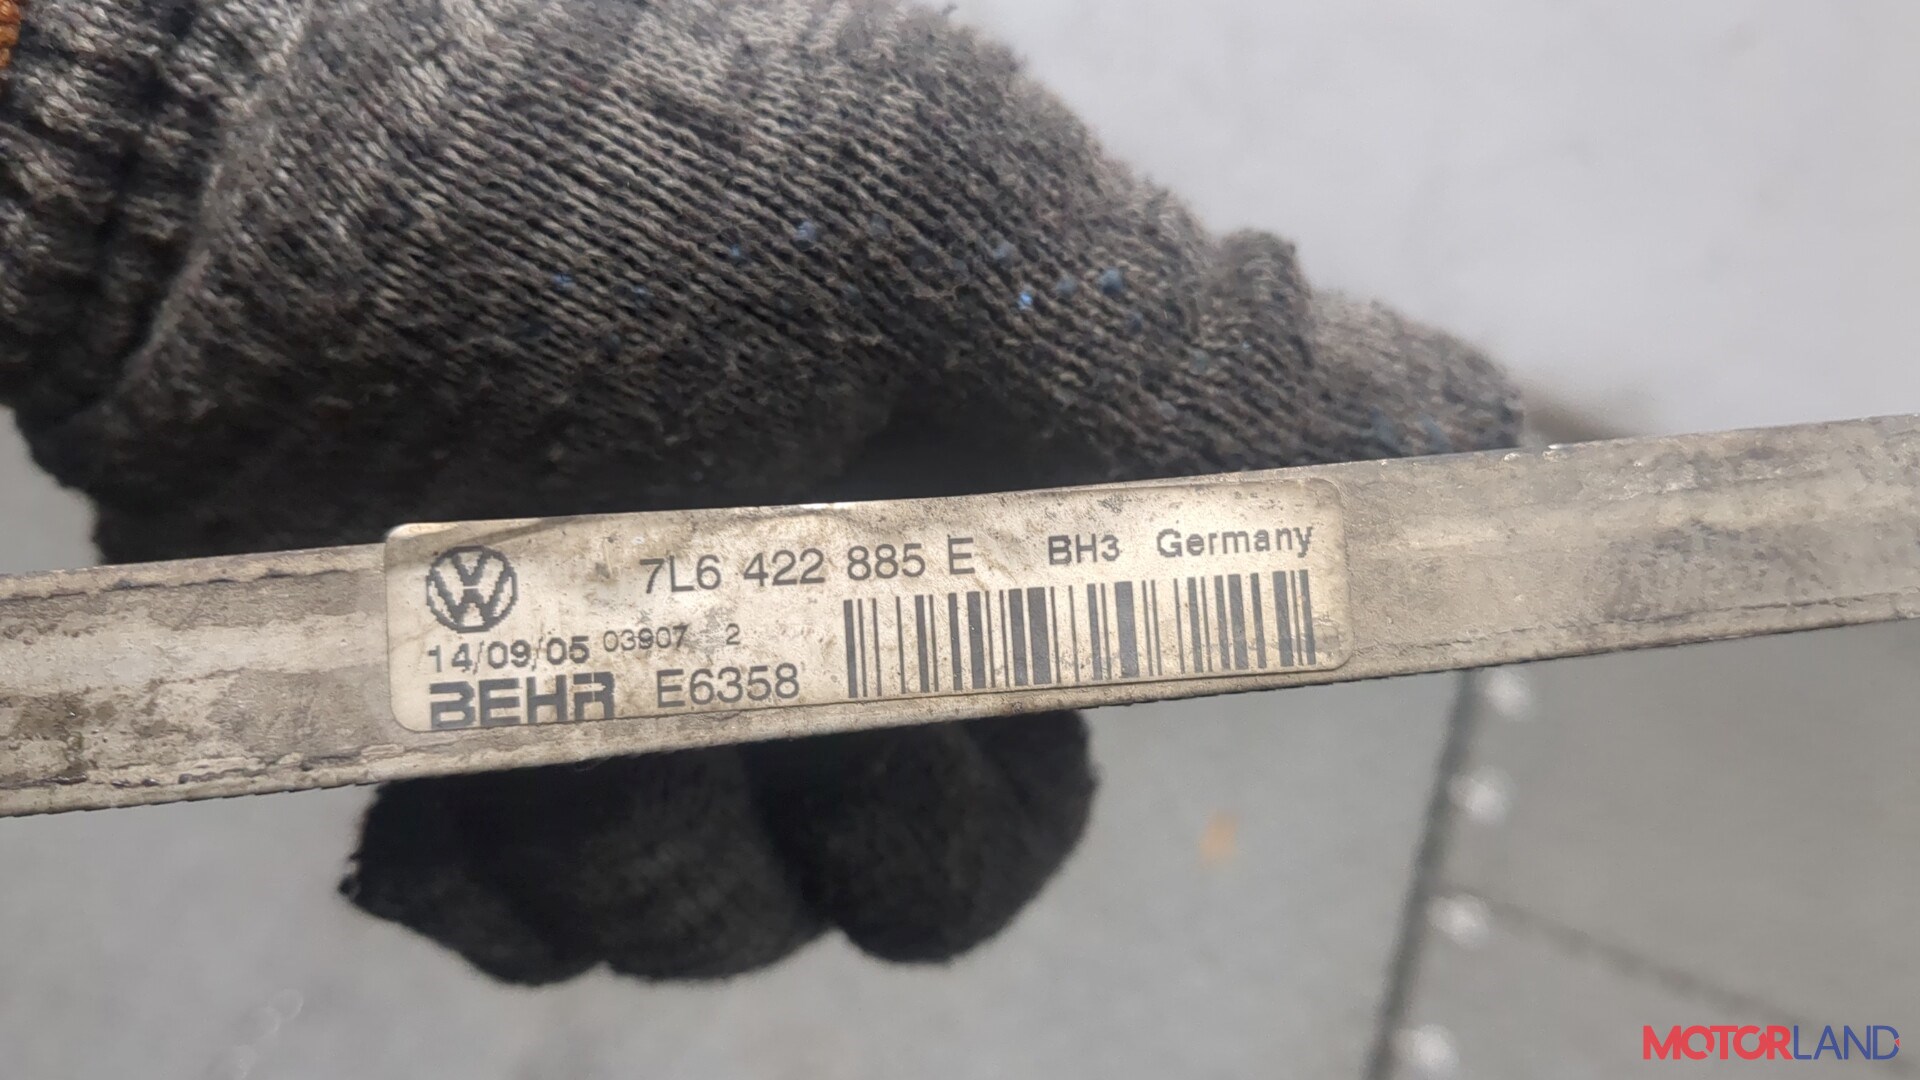 7L6 422 885 E BH3 Germany
14/09/05 03907 2
BEHR E6358
MOTORLAND